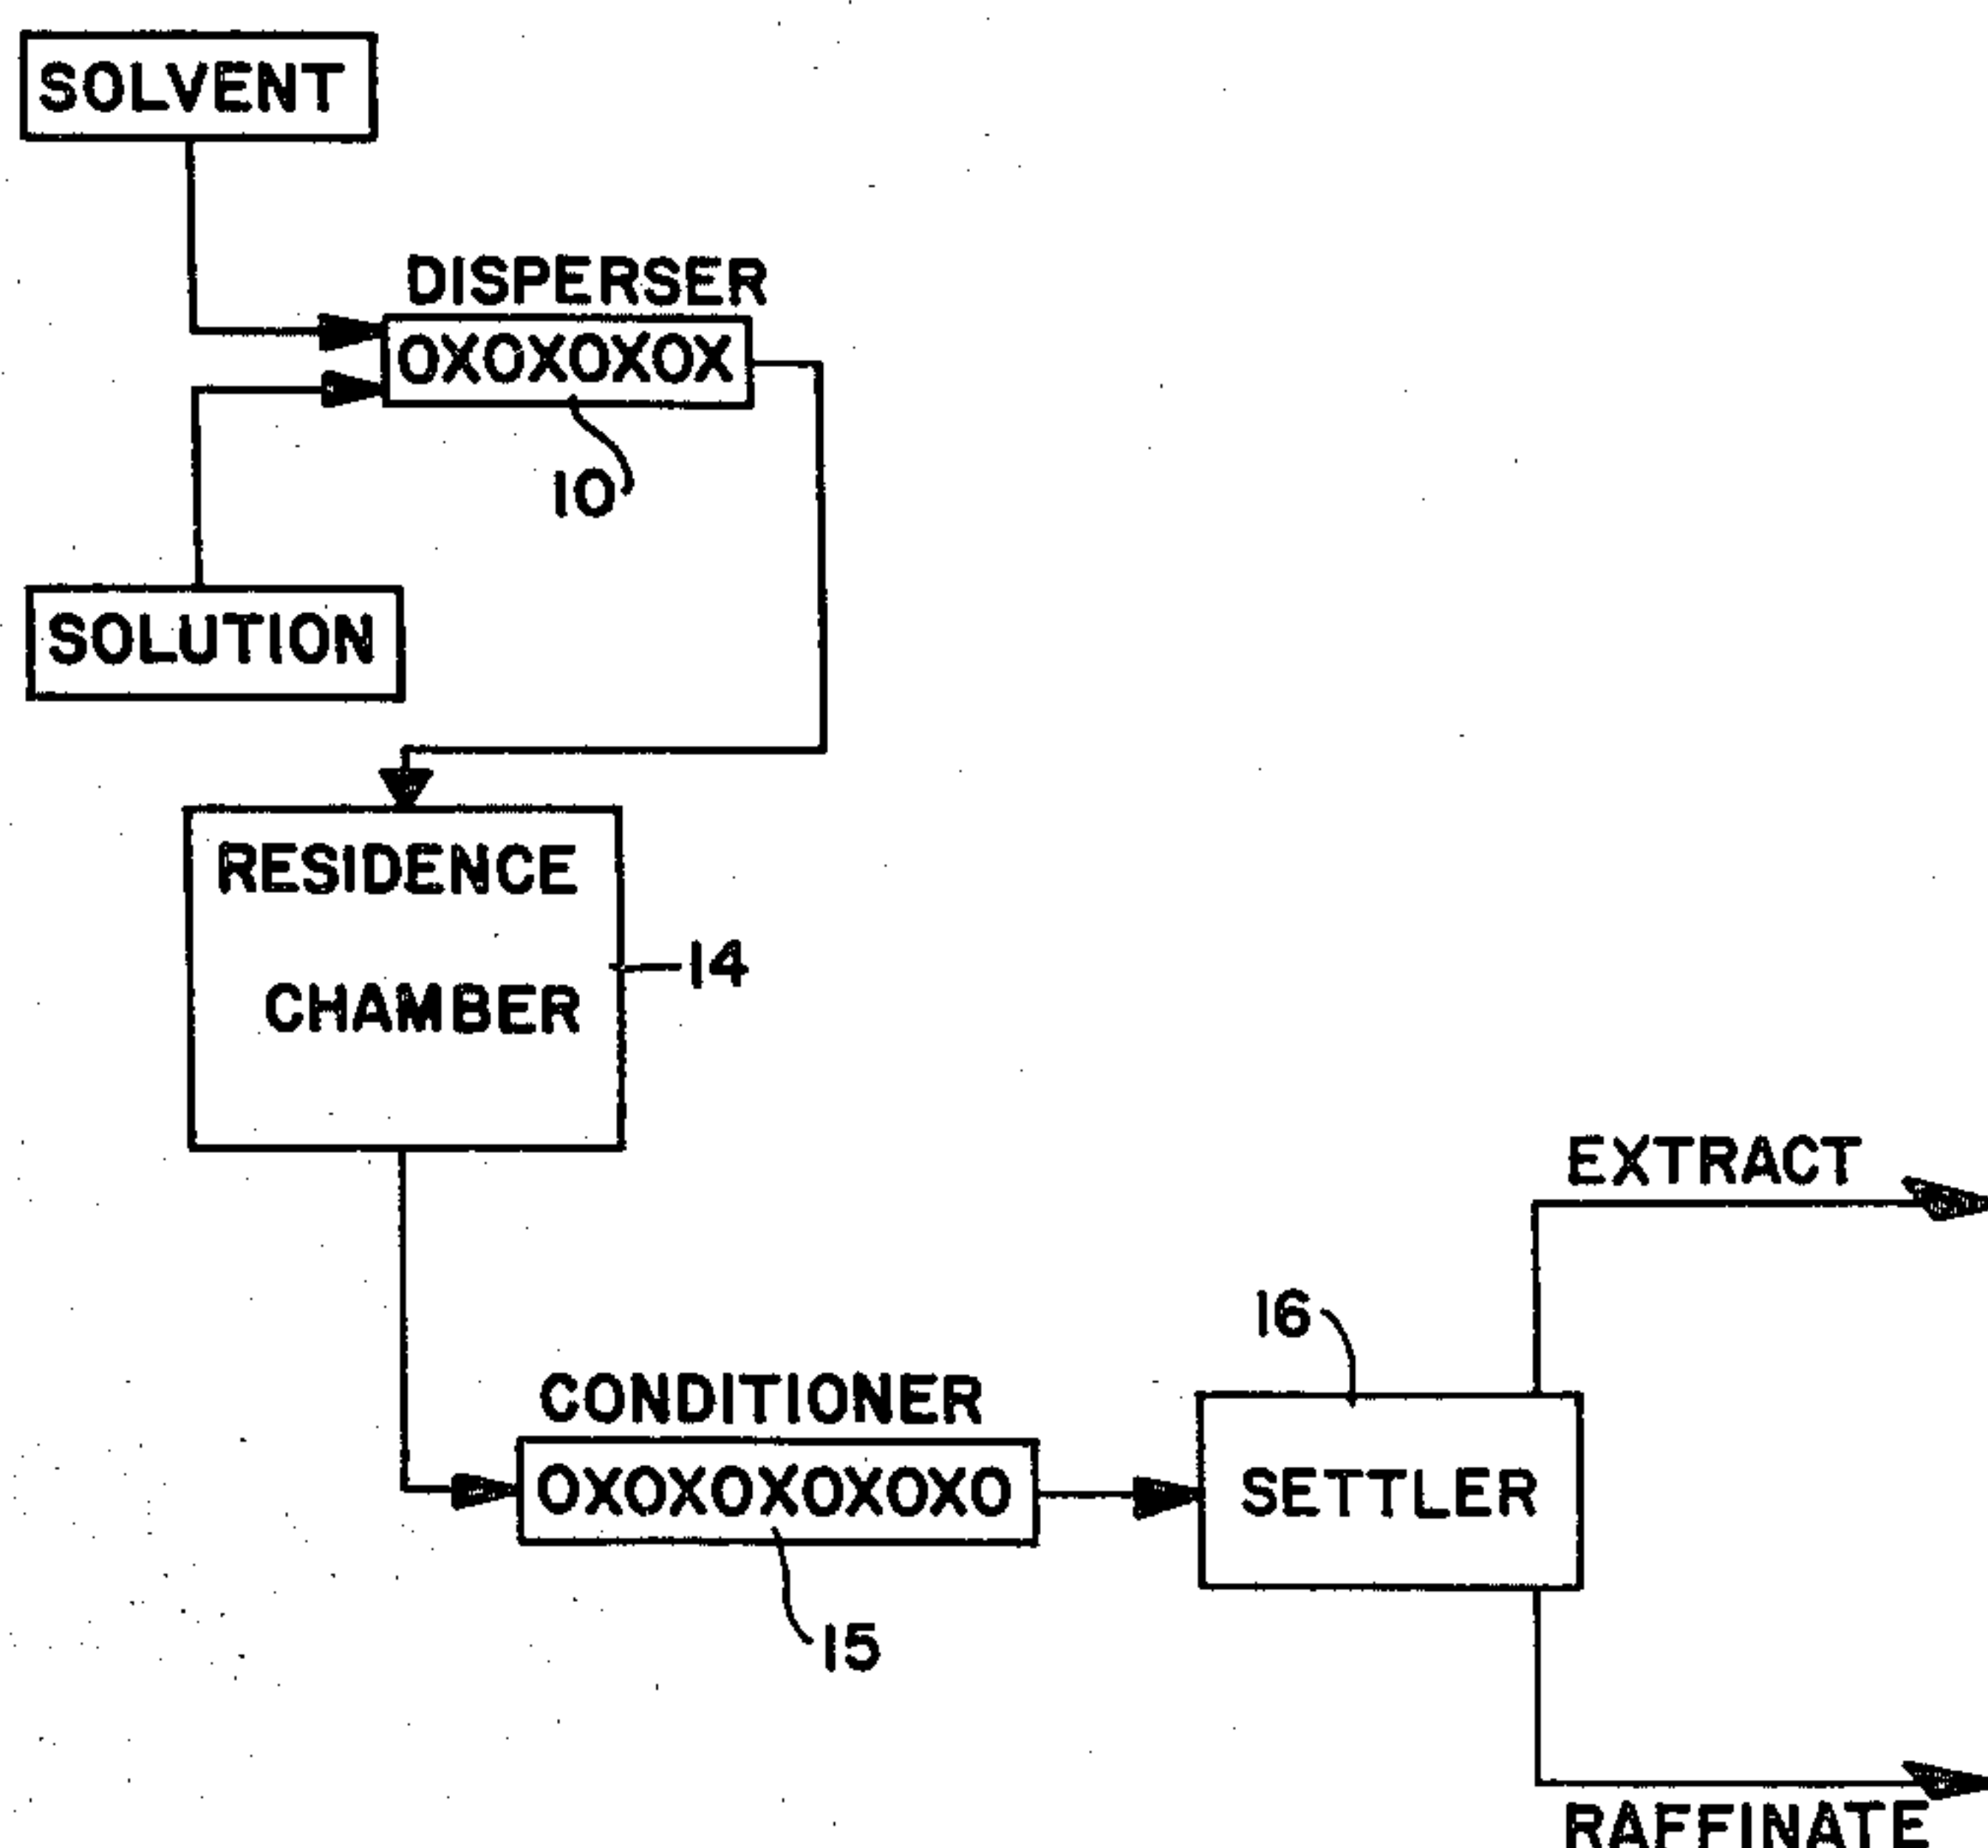 SOLVENT
DISPERSER
OXOXOXOX
10
SOLUTION
RESIDENCE
CHAMBER
14
EXTRACT
16
CONDITIONER
OXOXOXOXOXO
SETTLER
15
RAFFINATE